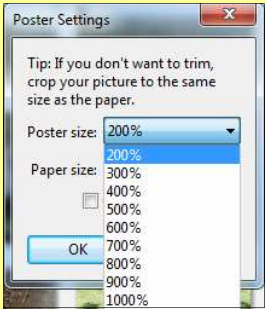 Poster Settings
Tip: If you don't want to trim,
crop your picture to the same
size as the paper.
Poster size: 200%
200%
Paper size: 300%
400%
500%
600%
OK 700%
800%
900%
1000%